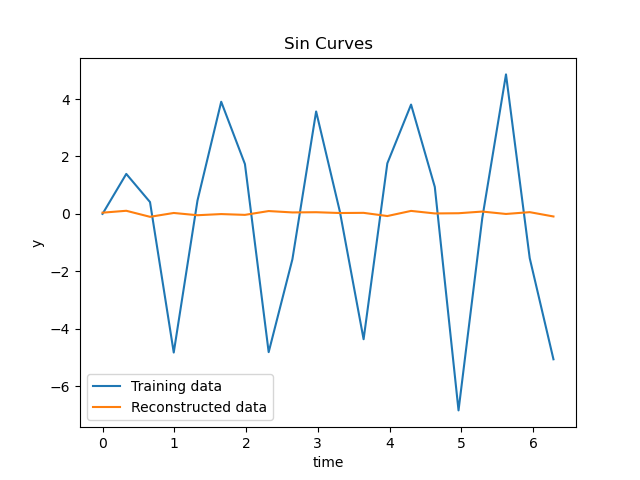 Sin Curves
4
2
0
−2
−4
−6
y
Training data
Reconstructed data
0 1 2 3 4 5 6
time